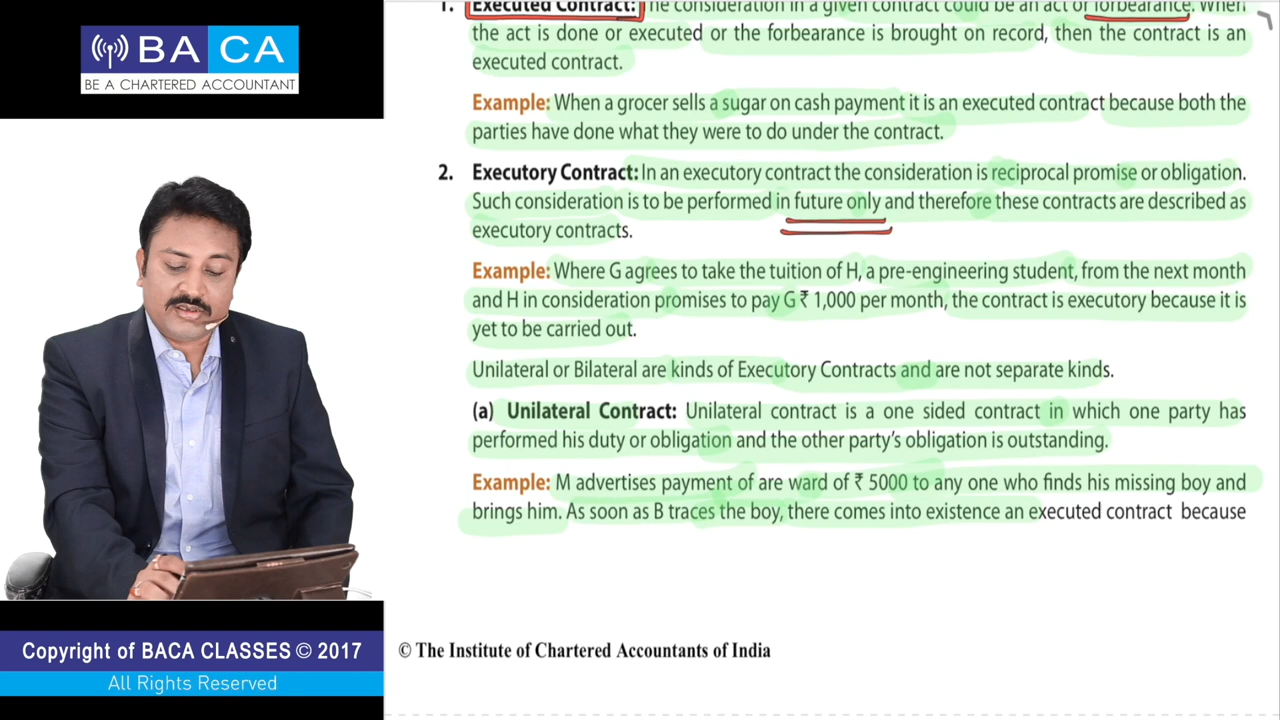 BA CA
BE A CHARTERED ACCOUNTANT
1. Executed Contract: The consideration in a given contract could be an act or forbearance. When
the act is done or executed or the forbearance is brought on record, then the contract is an
executed contract.
Example: When a grocer sells a sugar on cash payment it is an executed contract because both the
parties have done what they were to do under the contract.
2. Executory Contract: In an executory contract the consideration is reciprocal promise or obligation.
Such consideration is to be performed in future only and therefore these contracts are described as
executory contracts.
Example: Where G agrees to take the tuition of H, a pre-engineering student, from the next month
and H in consideration promises to pay G ₹ 1,000 per month, the contract is executory because it is
yet to be carried out.
Unilateral or Bilateral are kinds of Executory Contracts and are not separate kinds.
(a) Unilateral Contract: Unilateral contract is a one sided contract in which one party has
performed his duty or obligation and the other party's obligation is outstanding.
Example: M advertises payment of are ward of ₹ 5000 to any one who finds his missing boy and
brings him. As soon as B traces the boy, there comes into existence an executed contract because
Copyright of BACA CLASSES © 2017
All Rights Reserved
© The Institute of Chartered Accountants of India